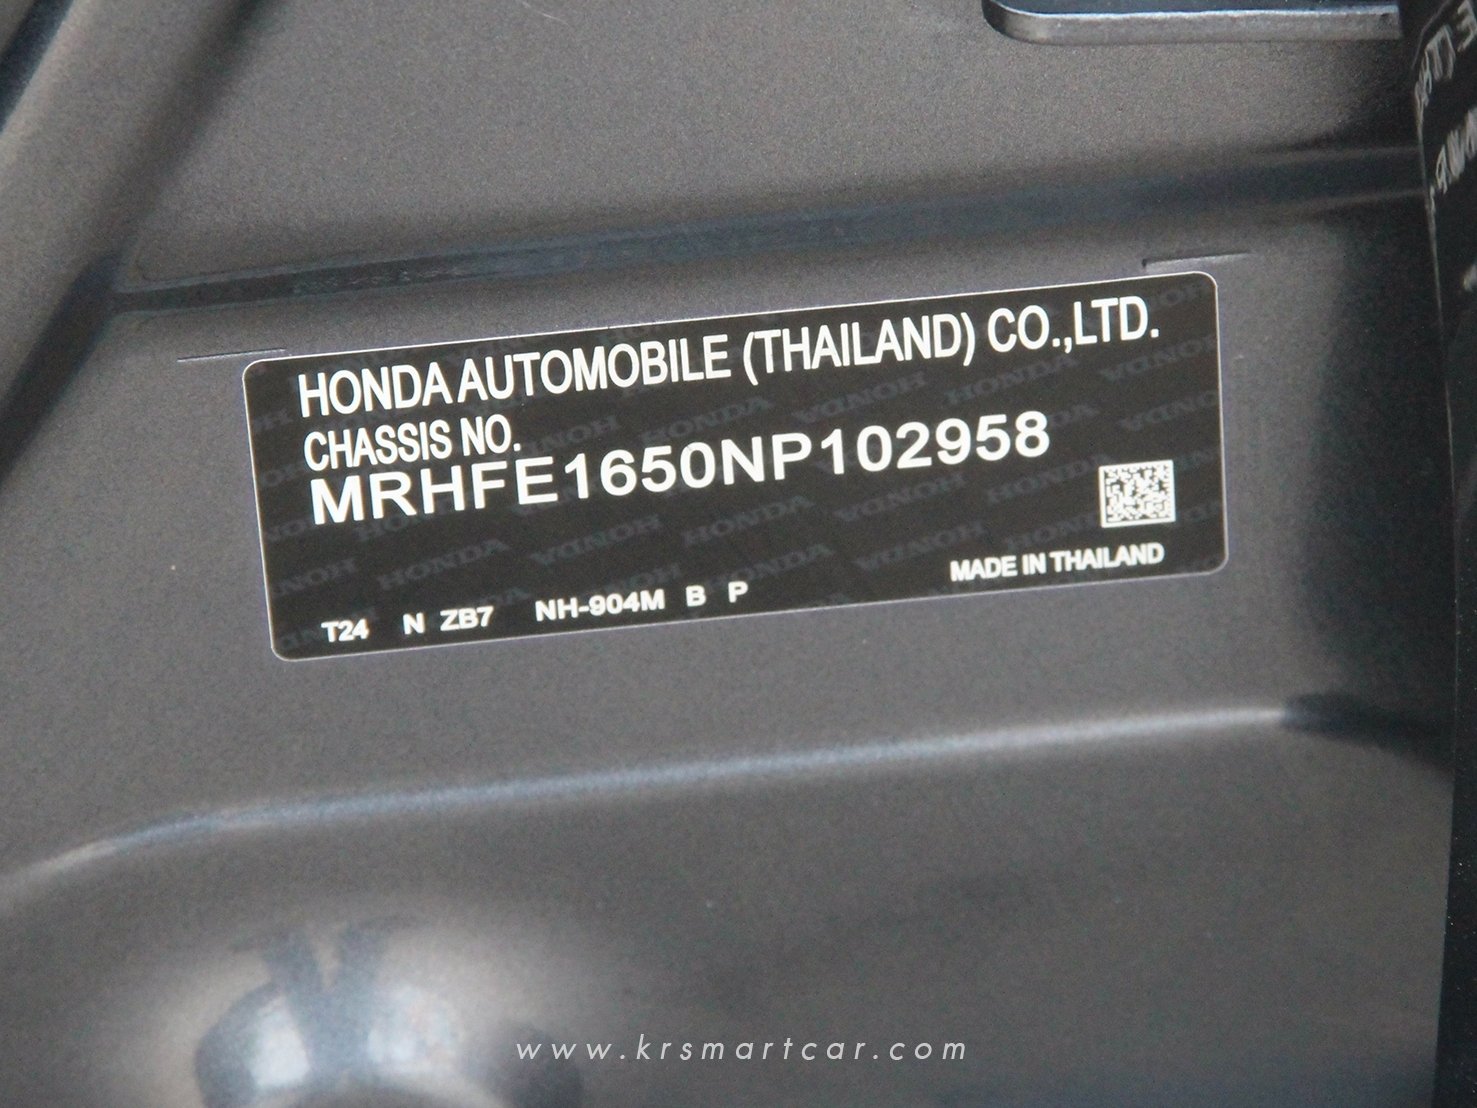 HONDA AUTOMOBILE (THAILAND) CO.,LTD.
CHASSIS NO.
MRHFE1650NP102958
MADE IN THAILAND
T24 N ZB7 NH-904M B P
www.krsmartcar.com